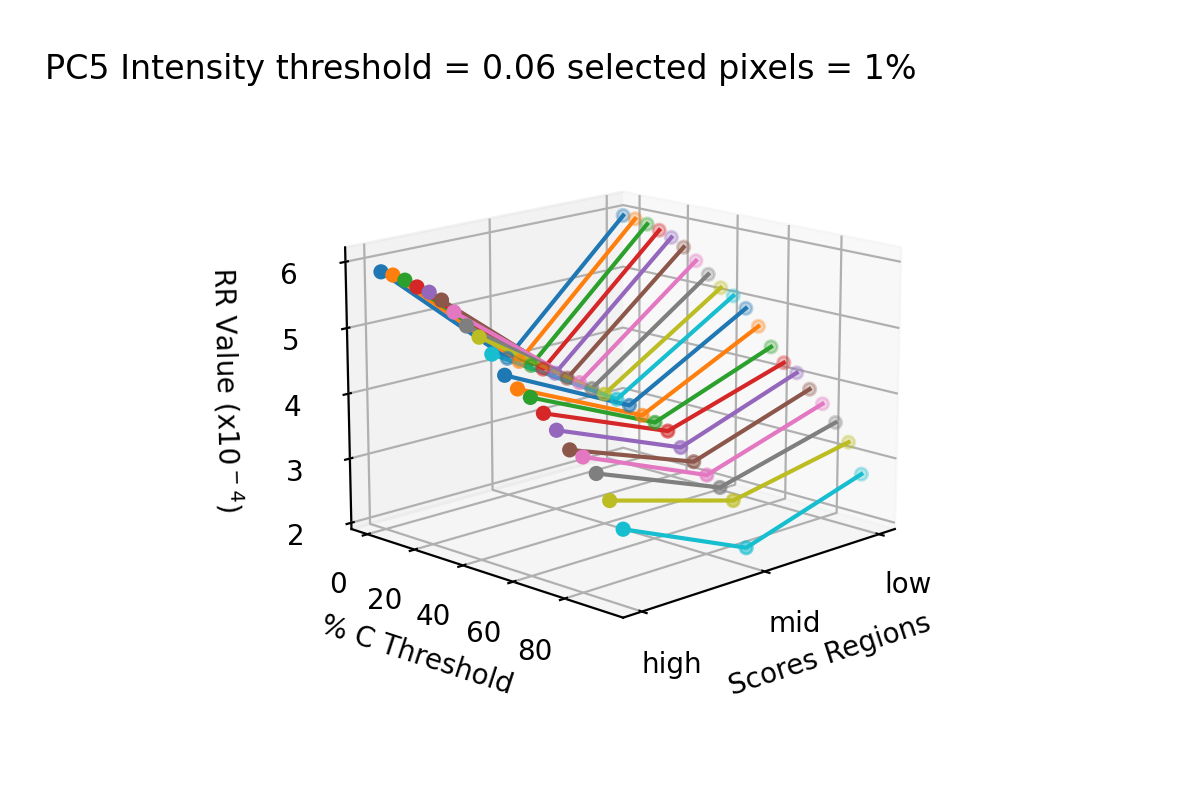 PC5 Intensity threshold = 0.06 selected pixels = 1%
RR Value (x10⁻⁴)
6
5
4
3
2
0
20
40
60
80
% C Threshold
high
mid
low
Scores Regions